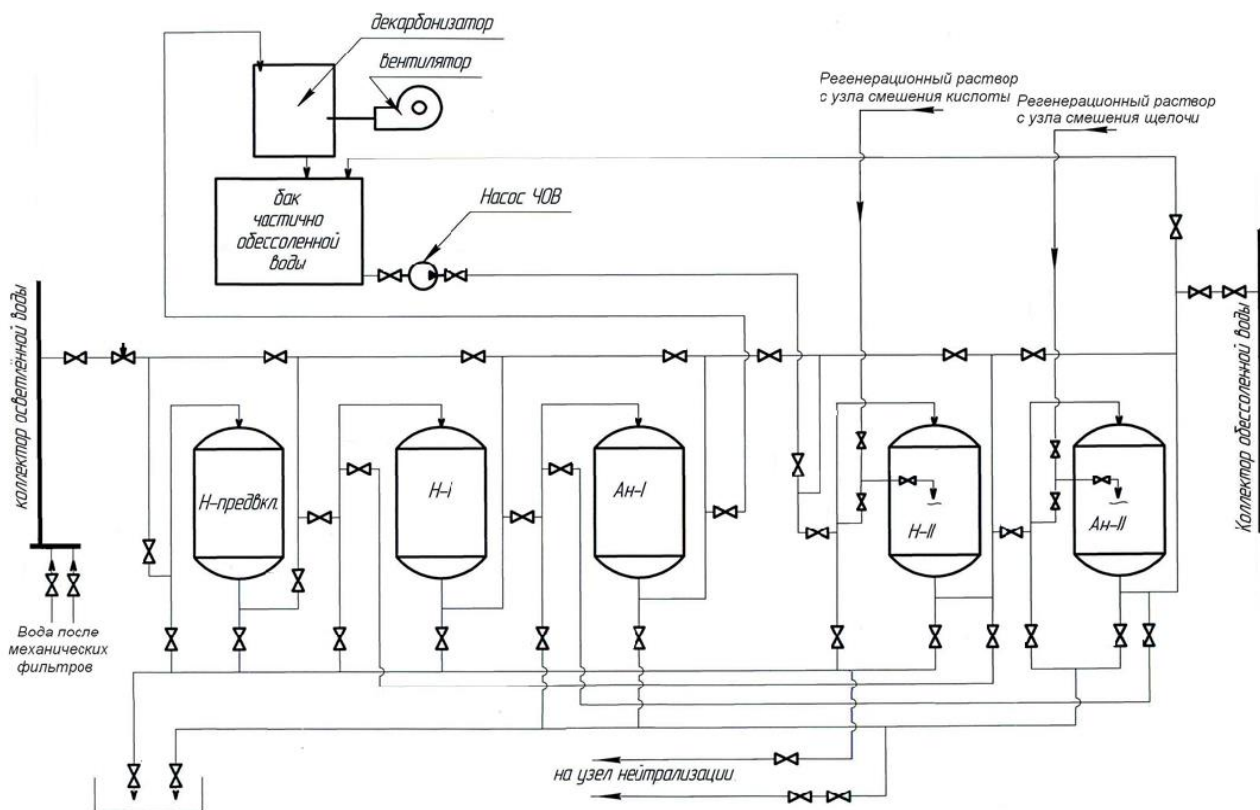 декарбонизатор
вентилятор
Регенерационный раствор
с узла смешения кислоты
Регенерационный раствор
с узла смешения щелочи
бак
частично
обессоленной
воды
Насос ЧОВ
коллектор осветлённой воды
Коллектор обессоленной воды
Н-предвкл.
Н-i
Ан-I
Н-II
Ан-II
Вода после
механических
фильтров
на узел нейтрализации